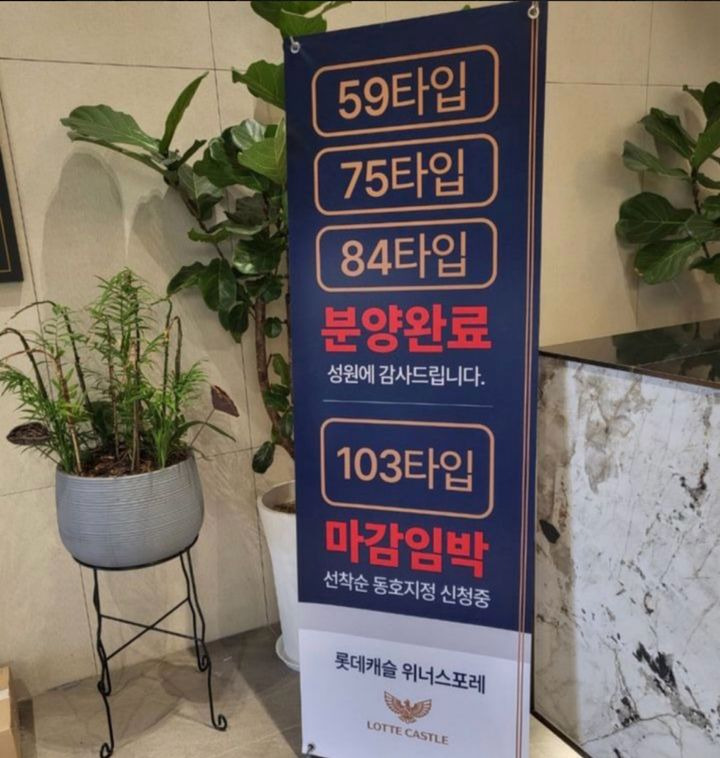 59타입
75타입
84타입
분양완료
성원에 감사드립니다.
103타입
마감임박
선착순 동호지정 신청중
롯데캐슬 위너스포레
LOTTE CASTLE